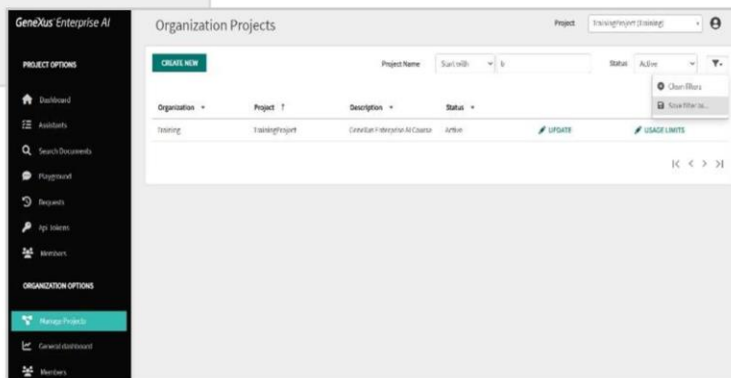 GeneXus Enterprise AI
Organization Projects
Project TrainingProject (Training)
PROJECT OPTIONS
CREATE NEW
Project Name Start with b
Status Active
Clean filters
Save filter as...
Dashboard
Organization Project Description Status
Assistants
Training TrainingProject GeneXus Enterprise AI Course Active UPDATE USAGE LIMITS
Search Documents
Playground
Requests
Api Tokens
Members
ORGANIZATION OPTIONS
Manage Projects
General dashboard
Members